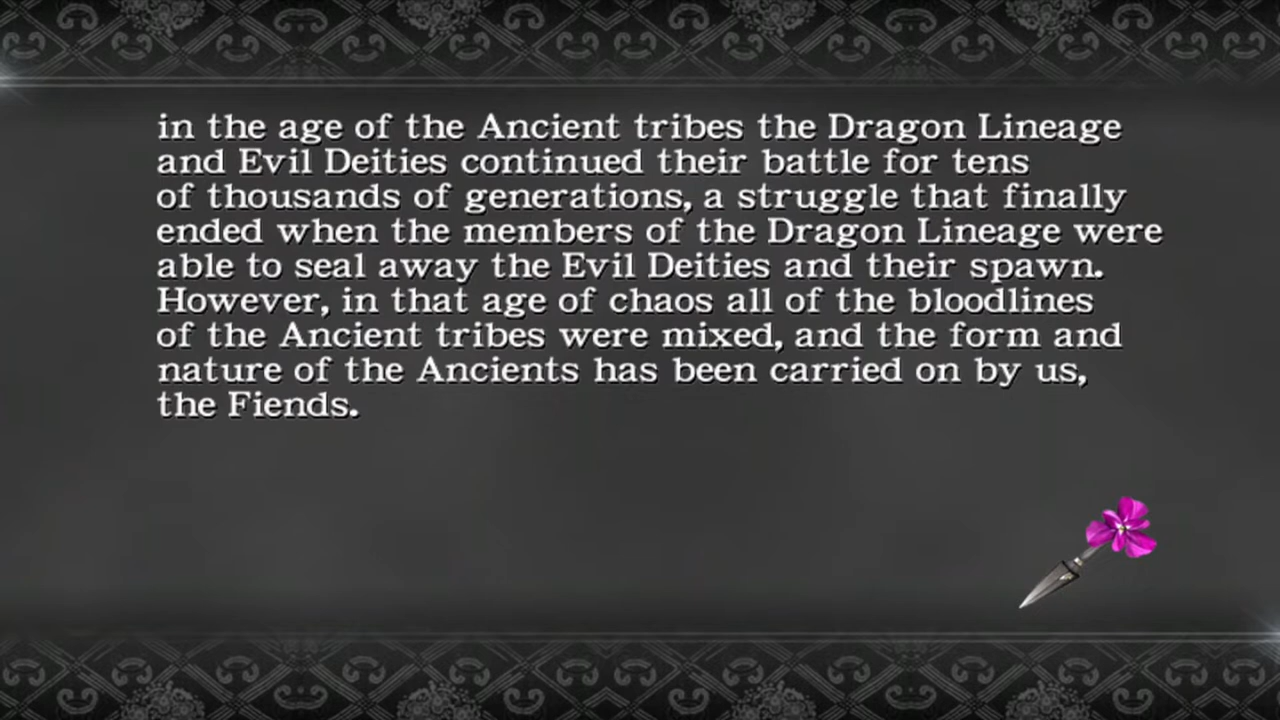 in the age of the Ancient tribes the Dragon Lineage
and Evil Deities continued their battle for tens
of thousands of generations, a struggle that finally
ended when the members of the Dragon Lineage were
able to seal away the Evil Deities and their spawn.
However, in that age of chaos all of the bloodlines
of the Ancient tribes were mixed, and the form and
nature of the Ancients has been carried on by us,
the Fiends.